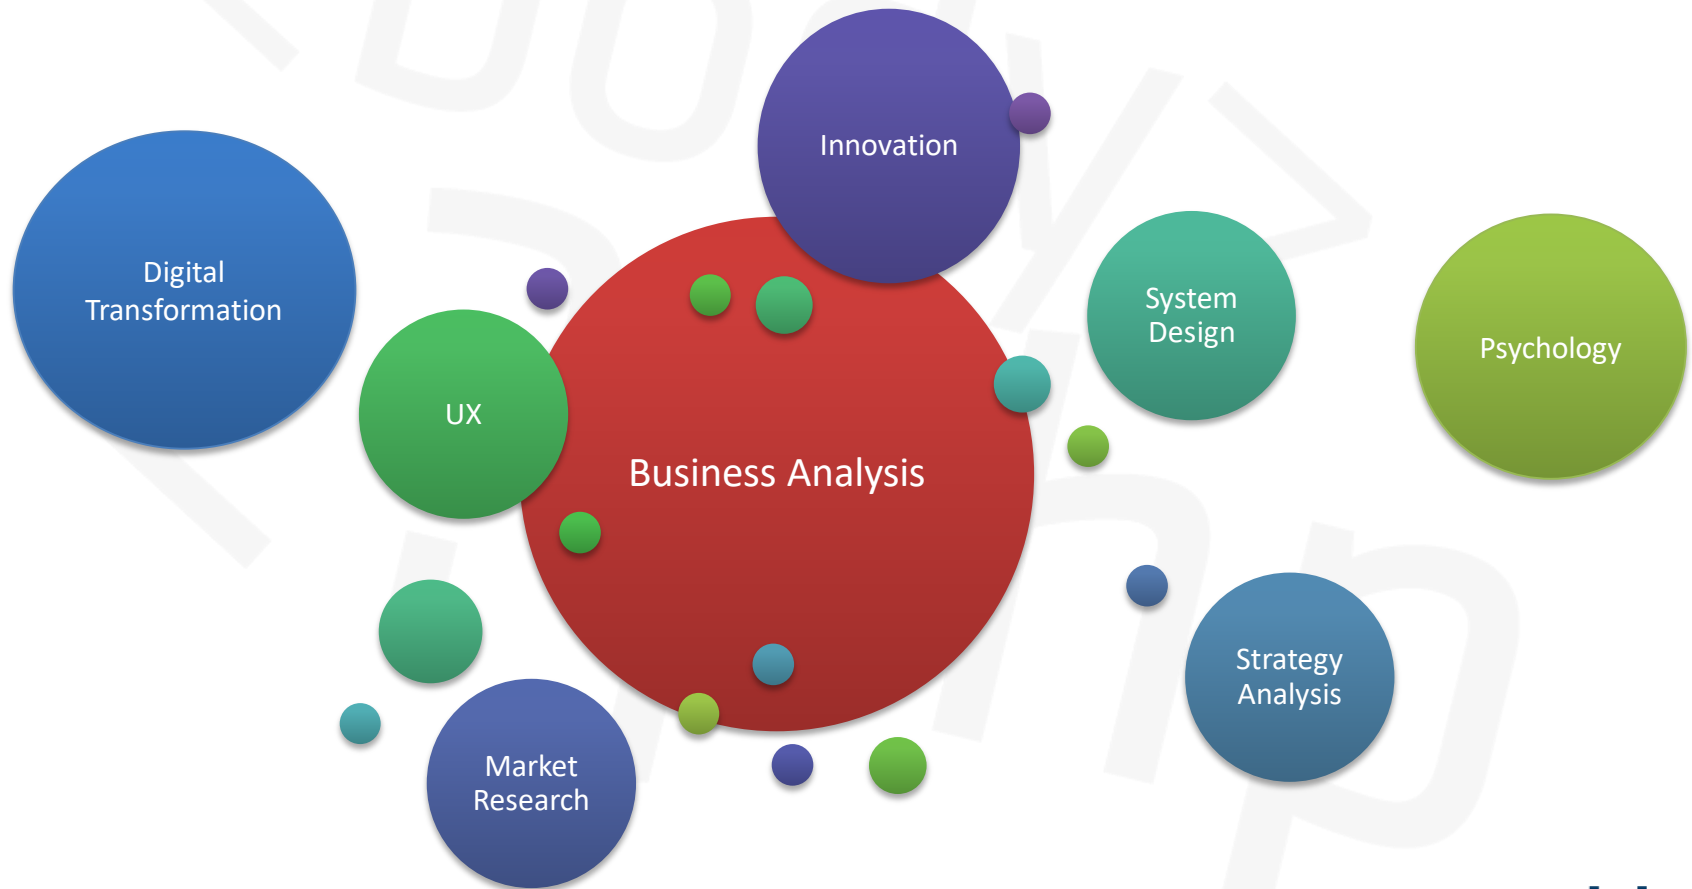 Innovation
Digital
Transformation
System
Design
Psychology
UX
Business Analysis
Strategy
Analysis
Market
Research